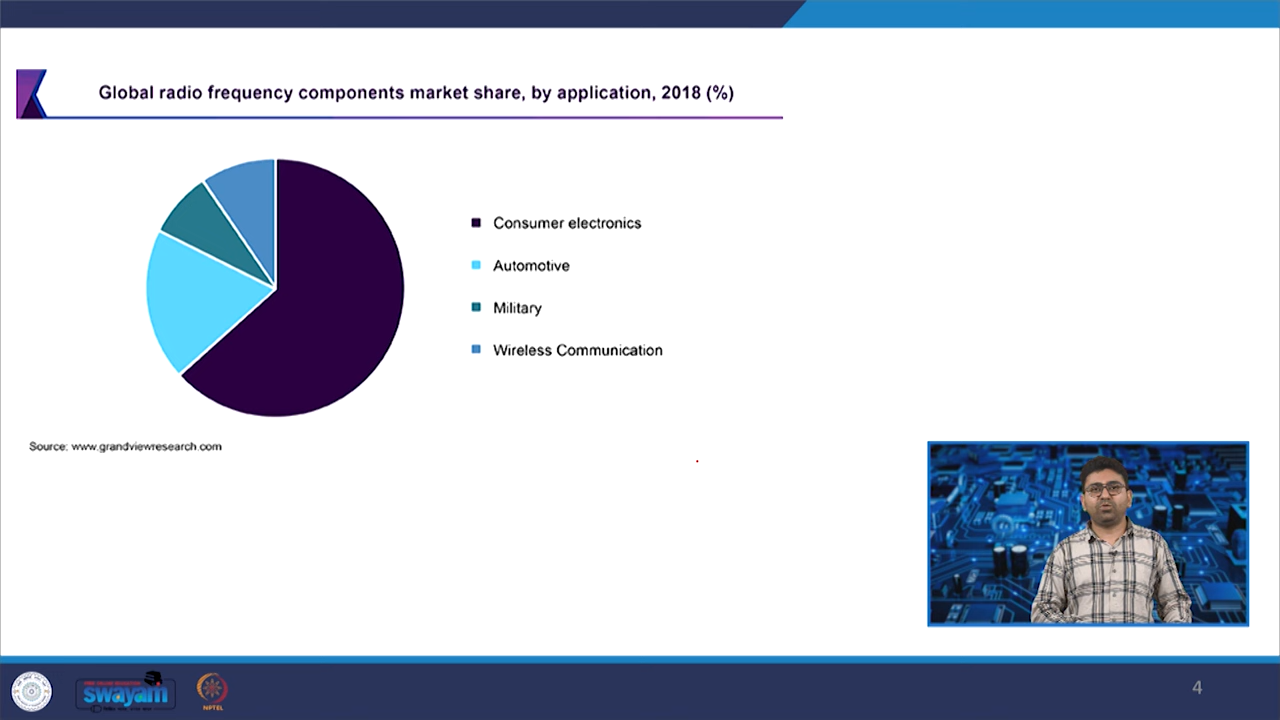 Global radio frequency components market share, by application, 2018 (%)
Consumer electronics
Automotive
Military
Wireless Communication
Source: www.grandviewresearch.com
4
swayam
NPTEL